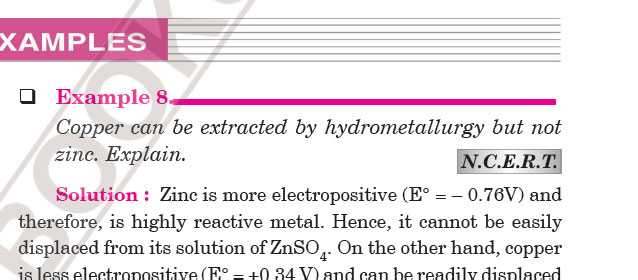 XAMPLES
❑ Example 8.
Copper can be extracted by hydrometallurgy but not
zinc. Explain.
N.C.E.R.T.
Solution : Zinc is more electropositive (E° = – 0.76V) and
therefore, is highly reactive metal. Hence, it cannot be easily
displaced from its solution of ZnSO₄. On the other hand, copper
is less electropositive (E° = +0.34 V) and can be readily displaced